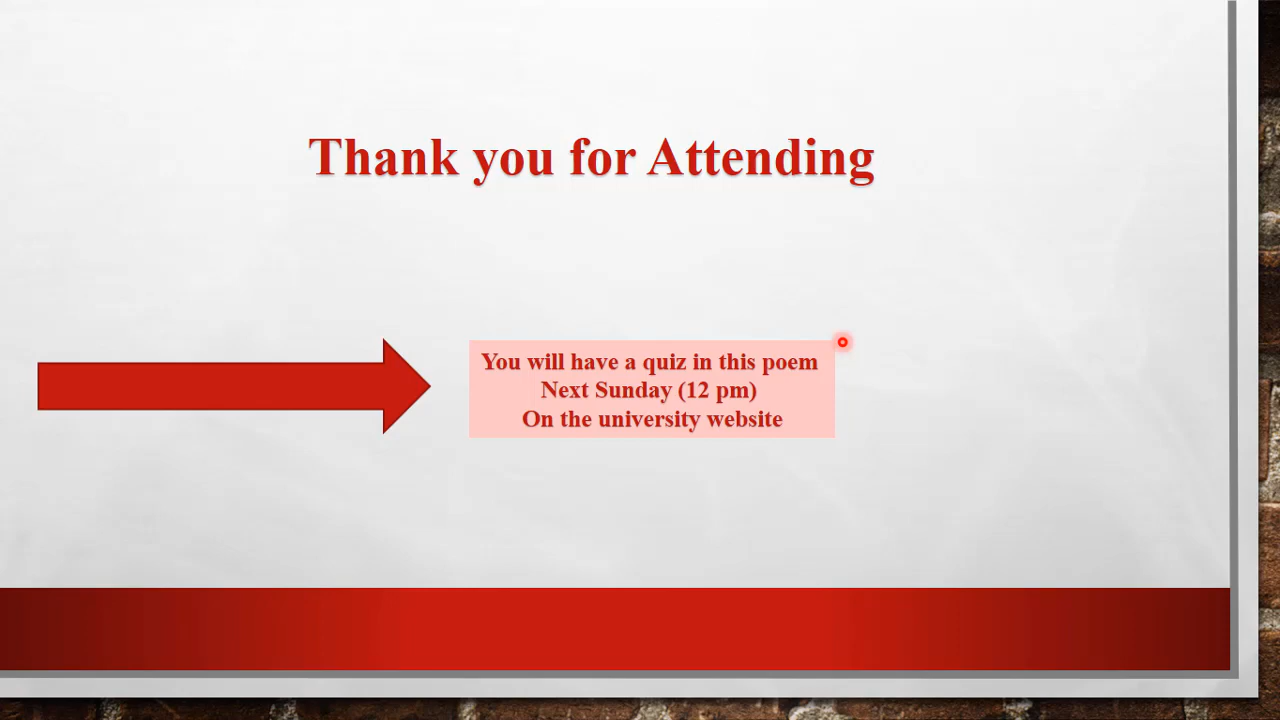 Thank you for Attending
You will have a quiz in this poem
Next Sunday (12 pm)
On the university website